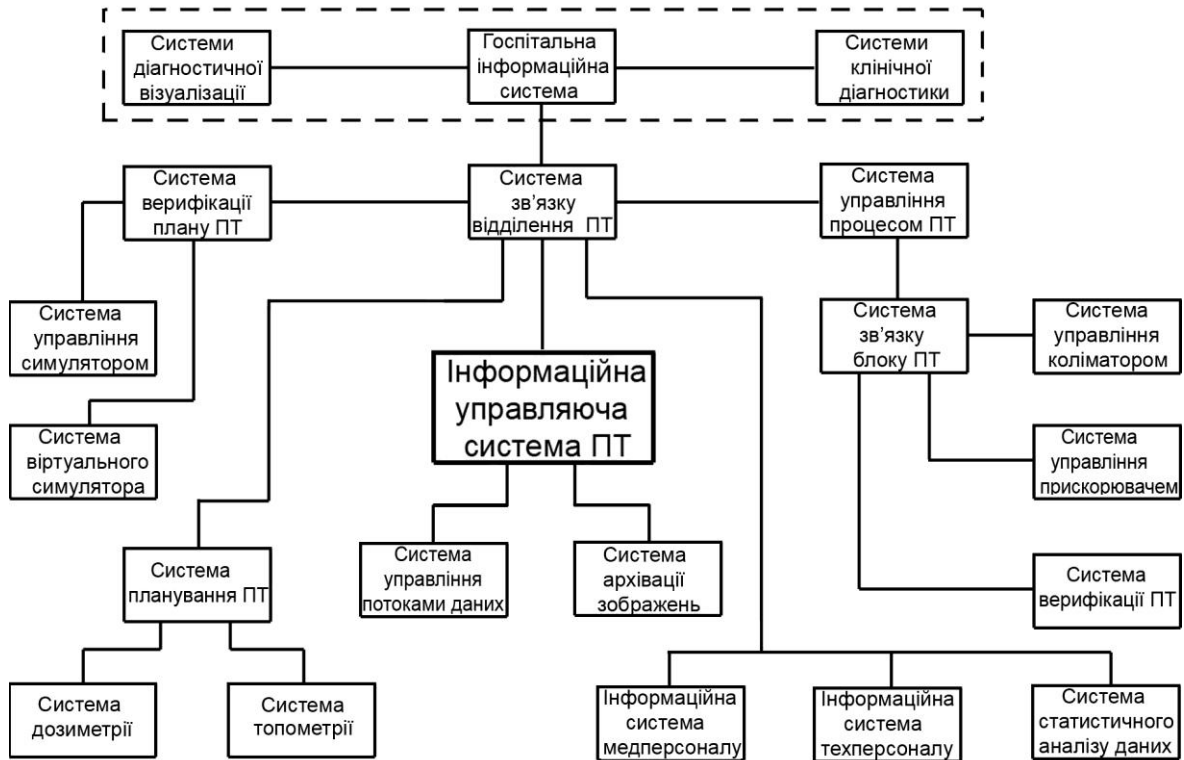 Системи
діагностичної
візуалізації
Госпітальна
інформаційна
система
Системи
клінічної
діагностики
Система
верифікації
плану ПТ
Система
зв’язку
відділення ПТ
Система
управління
процесом ПТ
Система
управління
симулятором
Система
зв’язку
блоку ПТ
Система
управління
коліматором
Інформаційна
управляюча
система ПТ
Система
віртуального
симулятора
Система
управління
прискорювачем
Система
планування ПТ
Система
управління
потоками даних
Система
архівації
зображень
Система
верифікації ПТ
Система
дозиметрії
Система
топометрії
Інформаційна
система
медперсоналу
Інформаційна
система
техперсоналу
Система
статистичного
аналізу даних